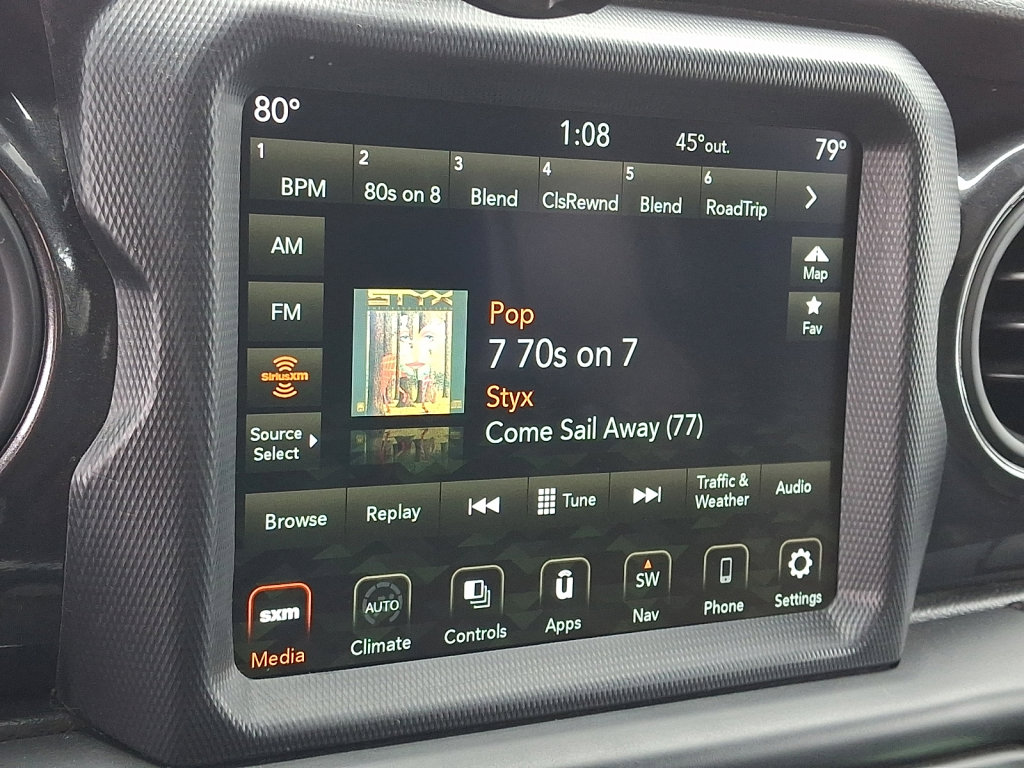 80°
1:08
45°out.
79°
1
BPM
2
80s on 8
3
Blend
4
ClsRewnd
5
Blend
6
RoadTrip
AM
FM
SiriusXM
Source
Select
STYX
Pop
7 70s on 7
Styx
Come Sail Away (77)
Map
Fav
Browse
Replay
Tune
Traffic &
Weather
Audio
sxm
Media
AUTO
Climate
Controls
û
Apps
SW
Nav
Phone
Settings